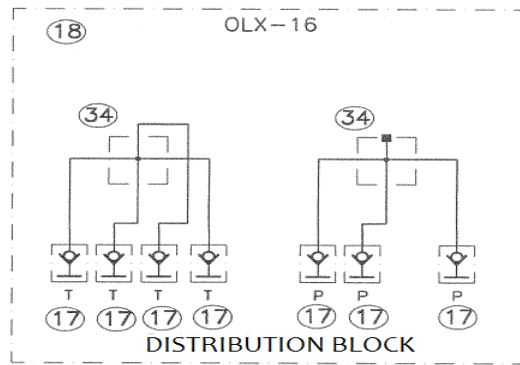 18 OLX-16
34 34
T T T T P P P
17 17 17 17 17 17 17
DISTRIBUTION BLOCK